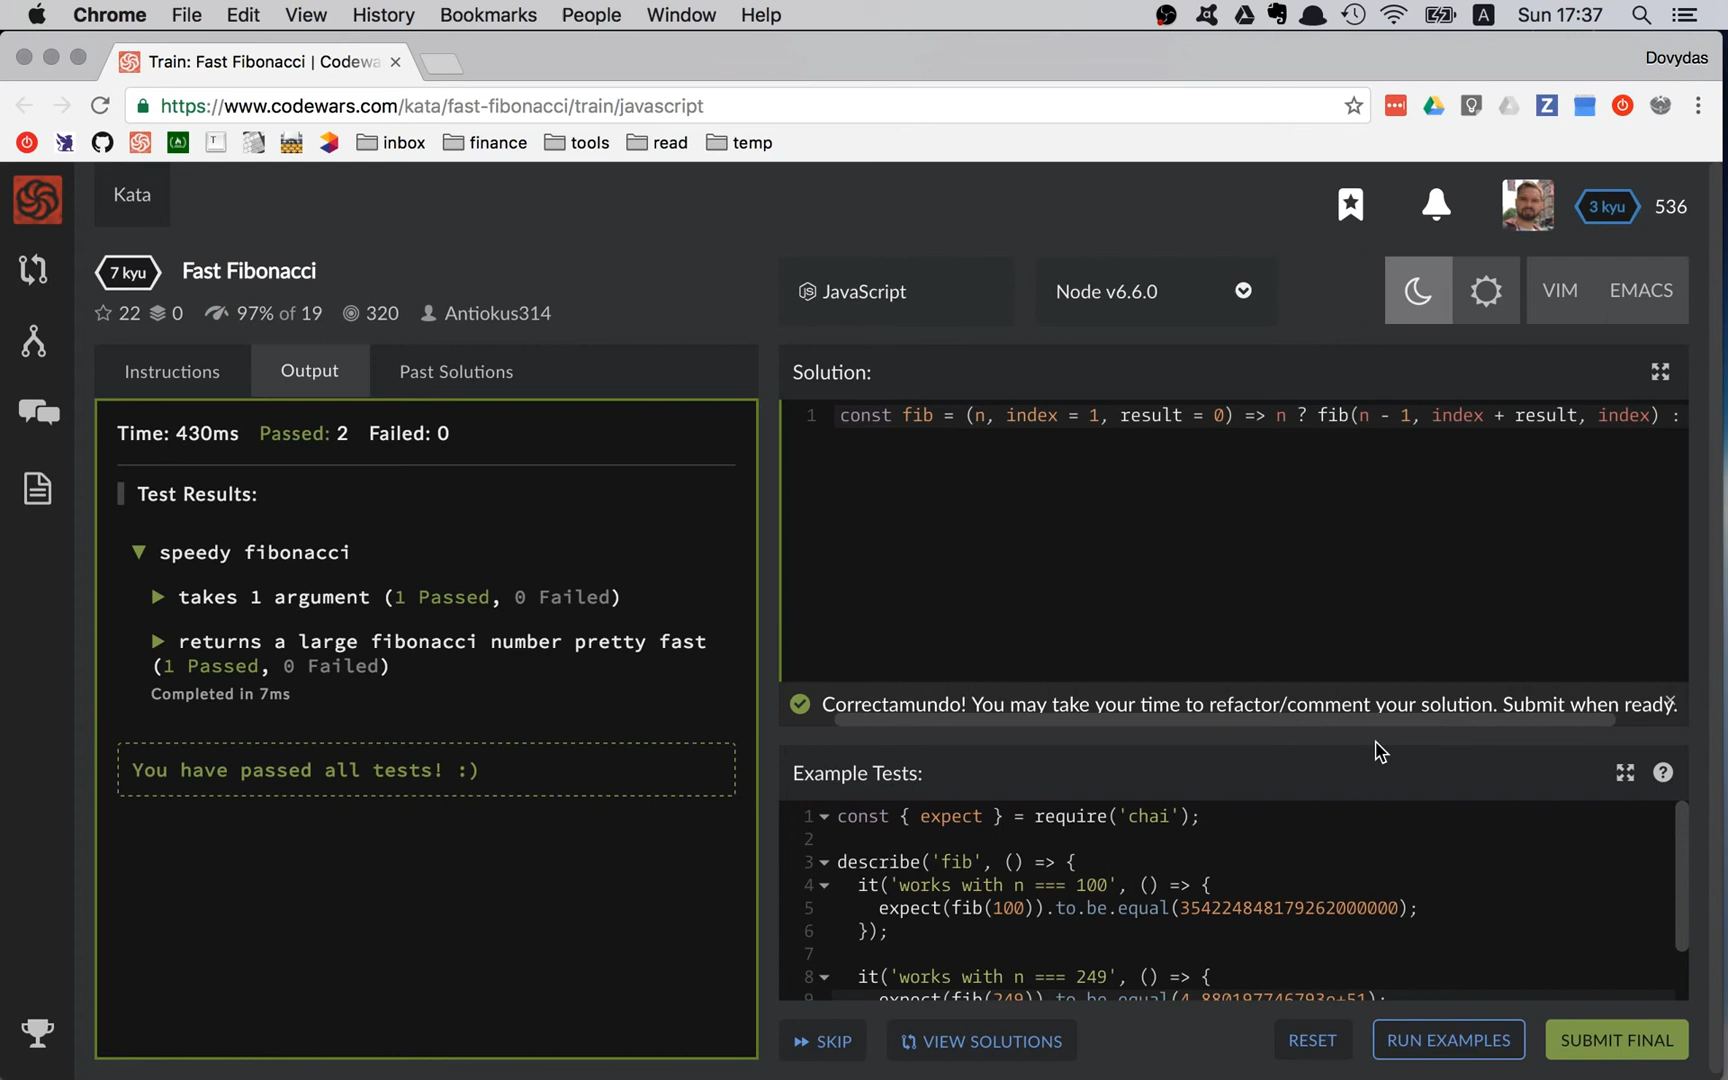 Chrome File Edit View History Bookmarks People Window Help A Sun 17:37
Train: Fast Fibonacci | Codewa Dovydas
https://www.codewars.com/kata/fast-fibonacci/train/javascript
inbox finance tools read temp
Kata 3 kyu 536
7 kyu Fast Fibonacci
JavaScript Node v6.6.0 VIM EMACS
22 0 97% of 19 320 Antiokus314
Instructions Output Past Solutions
Time: 430ms Passed: 2 Failed: 0
Test Results:
▼ speedy fibonacci
▶ takes 1 argument (1 Passed, 0 Failed)
▶ returns a large fibonacci number pretty fast
(1 Passed, 0 Failed)
Completed in 7ms
You have passed all tests! :)
Solution:
1 const fib = (n, index = 1, result = 0) => n ? fib(n - 1, index + result, index) :
Correctamundo! You may take your time to refactor/comment your solution. Submit when ready.
Example Tests:
1 const { expect } = require('chai');
2
3 describe('fib', () => {
4 it('works with n === 100', () => {
5 expect(fib(100)).to.be.equal(354224848179262000000);
6 });
7
8 it('works with n === 249', () => {
9 expect(fib(249)).to.be.equal(4.880197746793e+51);
SKIP VIEW SOLUTIONS RESET RUN EXAMPLES SUBMIT FINAL